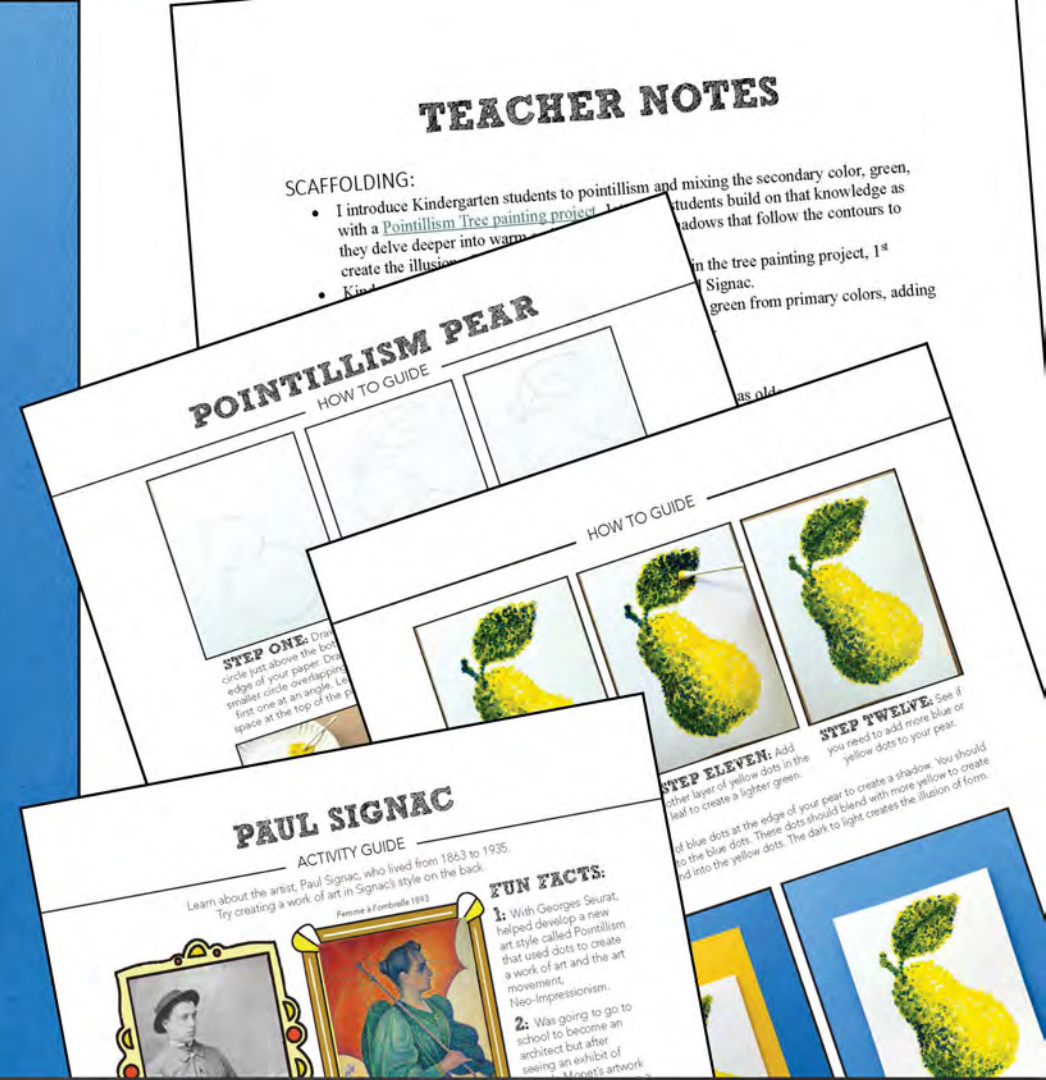 TEACHER NOTES
SCAFFOLDING:
• I introduce Kindergarten students to pointillism and mixing the secondary color, green,
with a Pointillism Tree painting project. students build on that knowledge as
they delve deeper into warm adows that follow the contours to
create the illusion
• in the tree painting project, 1st
Signac.
green from primary colors, adding
as old
POINTILLISM PEAR
HOW TO GUIDE
STEP ONE: Draw
circle just above the bot
edge of your paper. Dra
smaller circle overlapping
first one at an angle. Le
space at the top of the p
HOW TO GUIDE
STEP ELEVEN: Add
other layer of yellow dots in the
leaf to create a lighter green.
STEP TWELVE: See if
you need to add more blue or
yellow dots to your pear.
of blue dots at the edge of your pear to create a shadow. You should
to the blue dots. These dots should blend with more yellow to create
nd into the yellow dots. The dark to light creates the illusion of form.
PAUL SIGNAC
ACTIVITY GUIDE
Learn about the artist, Paul Signac, who lived from 1863 to 1935.
Try creating a work of art in Signac's style on the back.
Femme à l'ombrelle 1893
FUN FACTS:
1: With Georges Seurat,
helped develop a new
art style called Pointillism
that used dots to create
a work of art and the art
movement,
Neo-Impressionism.
2: Was going to go to
school to become an
architect but after
seeing an exhibit of
Monet's artwork